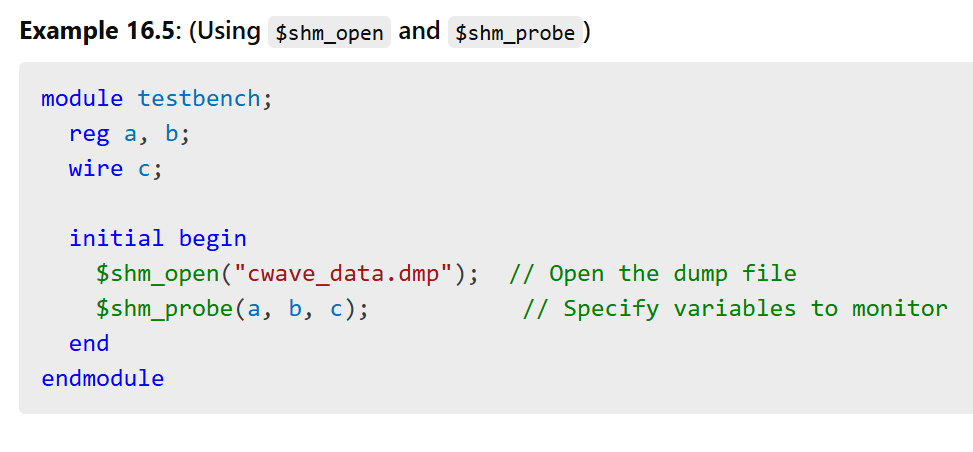 Example 16.5: (Using $shm_open and $shm_probe)
module testbench;
  reg a, b;
  wire c;

  initial begin
    $shm_open("cwave_data.dmp");  // Open the dump file
    $shm_probe(a, b, c);           // Specify variables to monitor
  end
endmodule